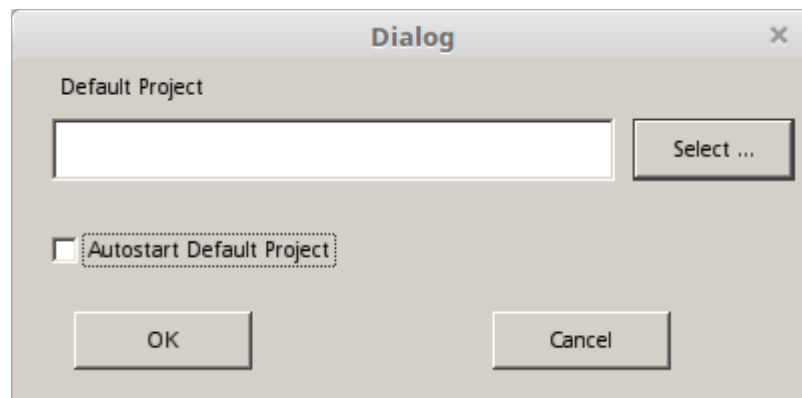 Dialog
Default Project
Select ...
Autostart Default Project
OK
Cancel